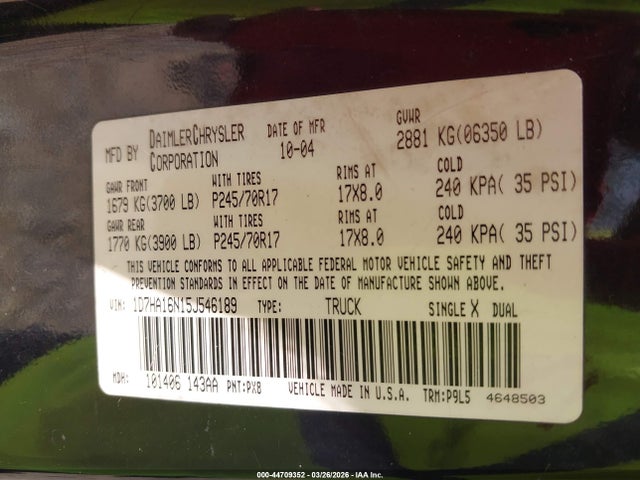 MFD BY DAIMLERCHRYSLER CORPORATION DATE OF MFR 10-04 GVWR 2881 KG(06350 LB)
GAWR FRONT WITH TIRES RIMS AT COLD
1679 KG(3700 LB) P245/70R17 17X8.0 240 KPA( 35 PSI)
GAWR REAR WITH TIRES RIMS AT COLD
1770 KG(3900 LB) P245/70R17 17X8.0 240 KPA( 35 PSI)
THIS VEHICLE CONFORMS TO ALL APPLICABLE FEDERAL MOTOR VEHICLE SAFETY AND THEFT
PREVENTION STANDARDS IN EFFECT ON THE DATE OF MANUFACTURE SHOWN ABOVE.
VIN: 1D7HA16N15J546189 TYPE: TRUCK SINGLE X DUAL
MDH: 101406 143AA PNT:PX8 VEHICLE MADE IN U.S.A. TRM:P9L5 4648503
000-44709352 - 03/26/2026 - IAA Inc.